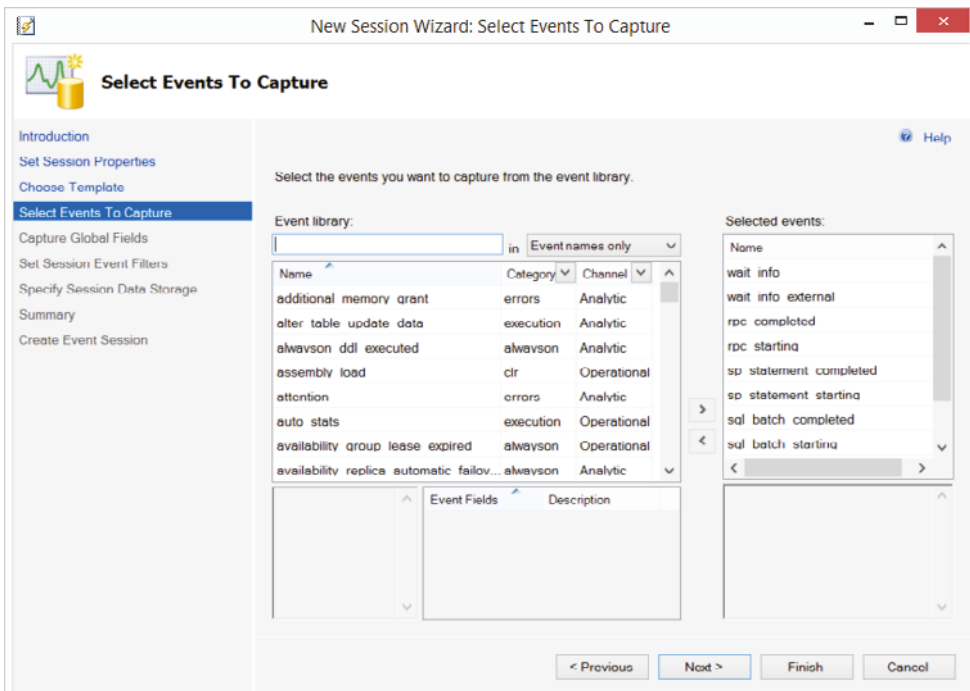 New Session Wizard: Select Events To Capture
Select Events To Capture
Introduction
Set Session Properties
Choose Template
Select Events To Capture
Capture Global Fields
Set Session Event Filters
Specify Session Data Storage
Summary
Create Event Session
Help
Select the events you want to capture from the event library.
Event library:
in Event names only
Name Category Channel
additional_memory_grant errors Analytic
alter_table_update_data execution Analytic
alwayson_ddl_executed alwayson Analytic
assembly_load clr Operational
attention errors Analytic
auto_stats execution Operational
availability_group_lease_expired alwayson Operational
availability_replica_automatic_failov... alwayson Analytic
Event Fields Description
Selected events:
Name
wait_info
wait_info_external
rpc_completed
rpc_starting
sp_statement_completed
sp_statement_starting
sql_batch_completed
sql_batch_starting
< Previous Next > Finish Cancel